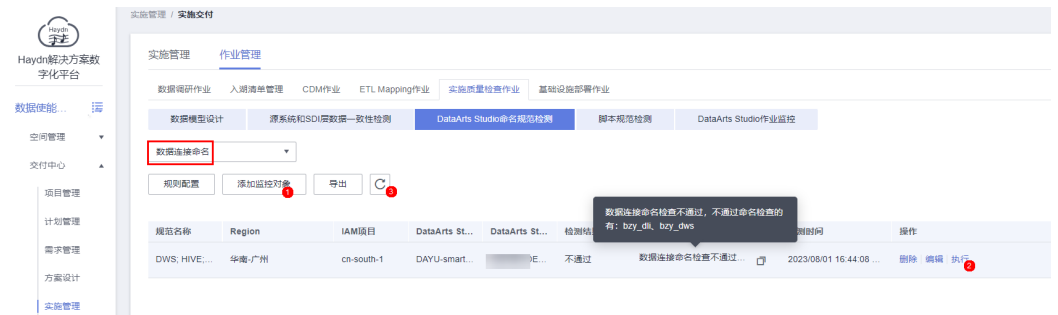 实施管理 / 实施交付
Haydn
Haydn解决方案数
字化平台
数据使能...
空间管理
交付中心
项目管理
计划管理
需求管理
方案设计
实施管理
实施管理 作业管理
数据调研作业 入湖清单管理 CDM作业 ETL Mapping作业 实施质量检查作业 基础设施部署作业
数据模型设计 源系统和SDI层数据一致性检测 DataArts Studio命名规范检测 脚本规范检测 DataArts Studio作业监控
数据连接命名
规则配置 添加监控对象 1 导出 3
数据连接命名检查不通过，不通过命名检查的
有：bzy_dli、bzy_dws
规范名称 Region IAM项目 DataArts St... DataArts St... 检测结 测时间 操作
DWS; HIVE;... 华南-广州 cn-south-1 DAYU-smart... 不通过 数据连接命名检查不通过... 2023/08/01 16:44:08 ... 删除 编辑 执行 2